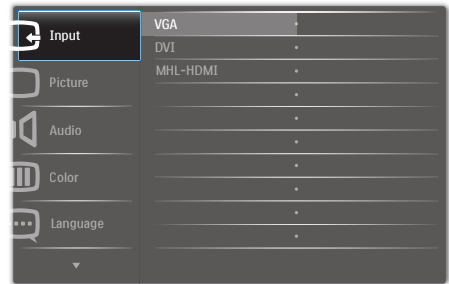 Input
Picture
Audio
Color
Language
VGA
DVI
MHL-HDMI